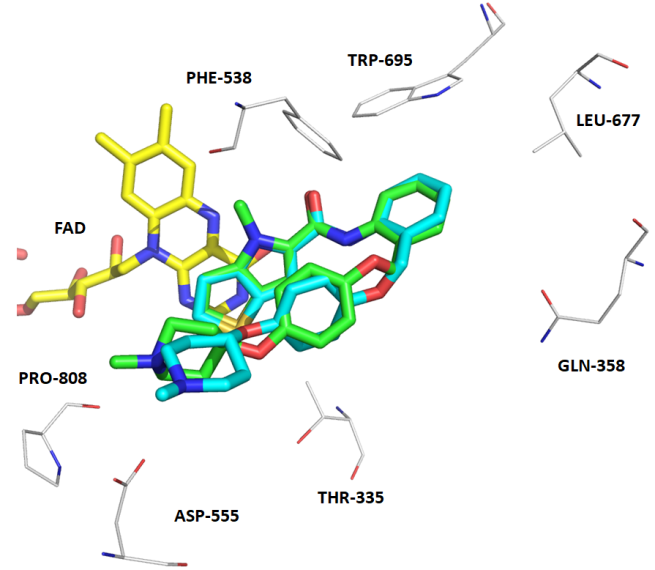 TRP-695
PHE-538
LEU-677
FAD
GLN-358
PRO-808
THR-335
ASP-555